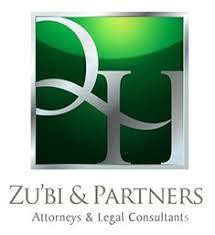 ZU'BI & PARTNERS
Attorneys & Legal Consultants